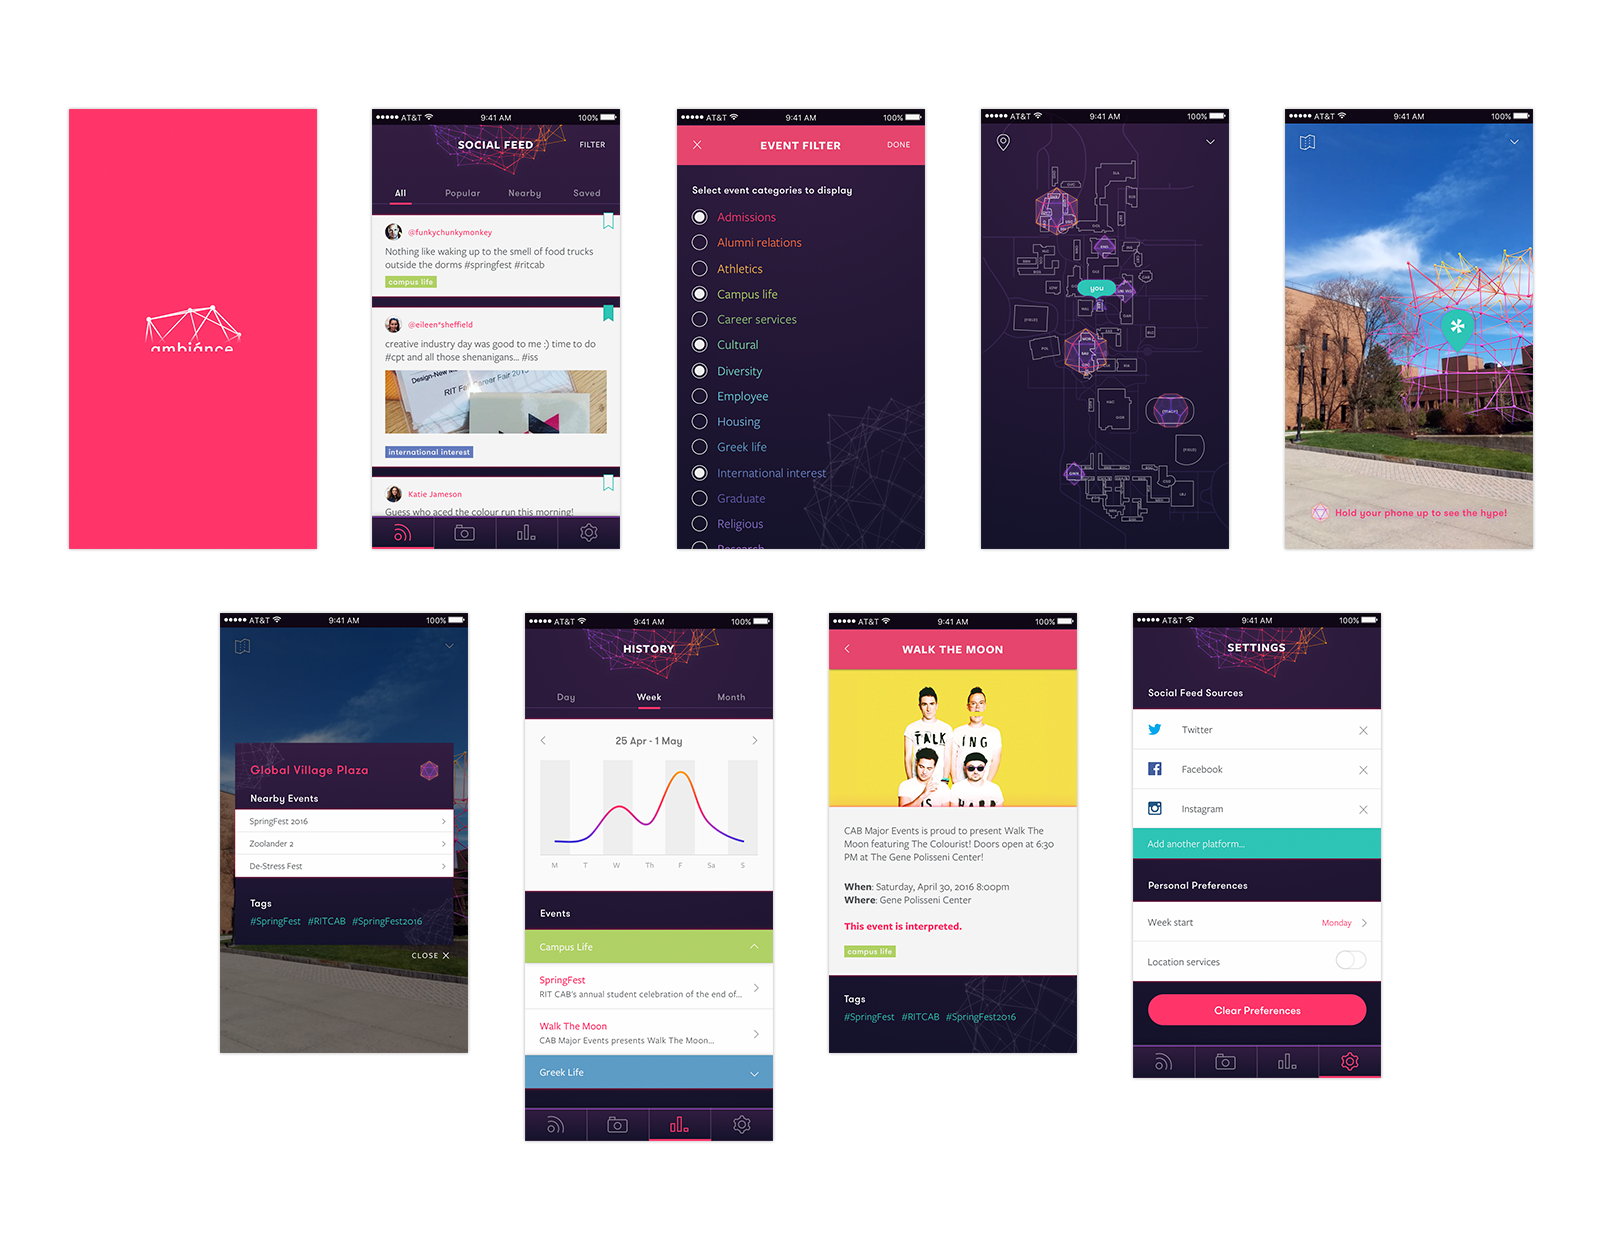 ambiánce
AT&T 9:41 AM 100%
SOCIAL FEED
FILTER
All Popular Nearby Saved
@funkychunkymonkey
Nothing like waking up to the smell of food trucks
outside the dorms #springfest #ritcab
campus life
@eileen*sheffield
creative industry day was good to me :) time to do
#cpt and all those shenanigans... #iss
RIT Career Fair 2015
international interest
Katie Jameson
Guess who aced the colour run this morning!
AT&T 9:41 AM 100%
EVENT FILTER
DONE
Select event categories to display
Admissions
Alumni relations
Athletics
Campus life
Career services
Cultural
Diversity
Employee
Housing
Greek life
International interest
Graduate
Religious
Research
AT&T 9:41 AM 100%
you
[FIELD]
[FIELD]
AT&T 9:41 AM 100%
Hold your phone up to see the hype!
AT&T 9:41 AM 100%
Global Village Plaza
Nearby Events
SpringFest 2016
Zoolander 2
De-Stress Fest
Tags
#SpringFest #RITCAB #SpringFest2016
CLOSE
AT&T 9:41 AM 100%
HISTORY
Day Week Month
25 Apr - 1 May
M T W Th F Sa S
Events
Campus Life
SpringFest
RIT CAB's annual student celebration of the end of...
Walk The Moon
CAB Major Events presents Walk The Moon...
Greek Life
AT&T 9:41 AM 100%
WALK THE MOON
TALK ING
IS HARD
CAB Major Events is proud to present Walk The
Moon featuring The Colourist! Doors open at 6:30
PM at The Gene Polisseni Center!
When: Saturday, April 30, 2016 8:00pm
Where: Gene Polisseni Center
This event is interpreted.
campus life
Tags
#SpringFest #RITCAB #SpringFest2016
AT&T 9:41 AM 100%
SETTINGS
Social Feed Sources
Twitter
Facebook
Instagram
Add another platform...
Personal Preferences
Week start Monday
Location services
Clear Preferences